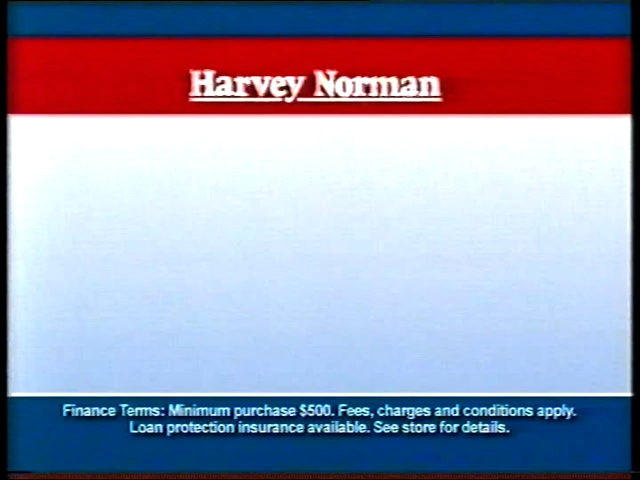 Harvey Norman
Finance Terms: Minimum purchase $500. Fees, charges and conditions apply.
Loan protection insurance available. See store for details.